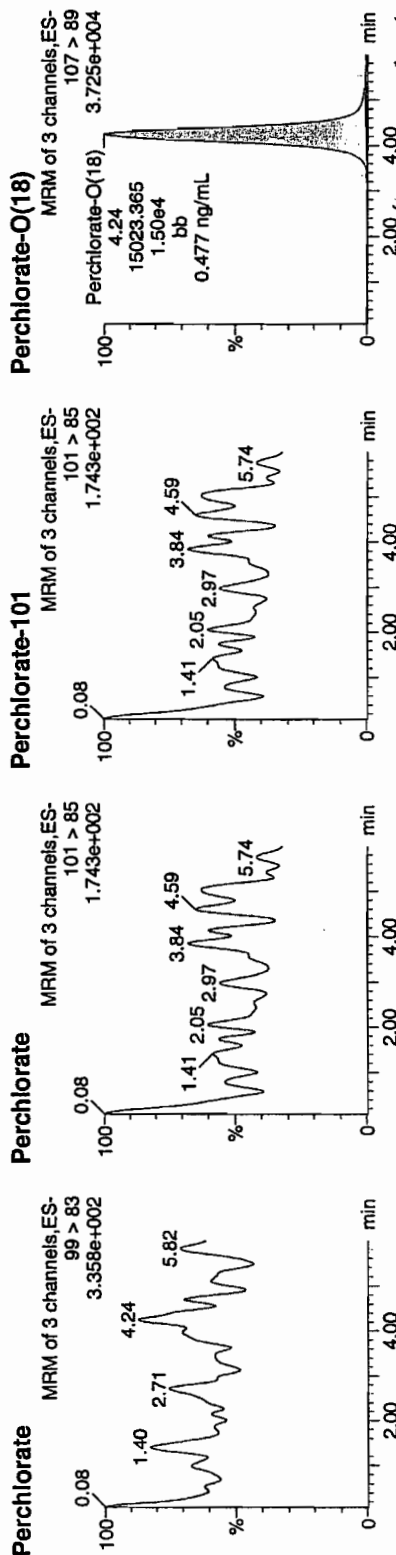 Perchlorate
MRM of 3 channels,ES-
99 > 83
3.358e+002
100
0.08
1.40
2.71
4.24
5.82
%
0
2.00
4.00
min
Perchlorate
MRM of 3 channels,ES-
101 > 85
1.743e+002
100
0.08
1.41
2.05
2.97
3.84
4.59
5.74
%
0
2.00
4.00
min
Perchlorate-101
MRM of 3 channels,ES-
101 > 85
1.743e+002
100
0.08
1.41
2.05
2.97
3.84
4.59
5.74
%
0
2.00
4.00
min
Perchlorate-O(18)
MRM of 3 channels,ES-
107 > 89
3.725e+004
100
Perchlorate-O(18)
4.24
15023.365
1.50e4
bb
0.477 ng/mL
%
0
2.00
4.00
min